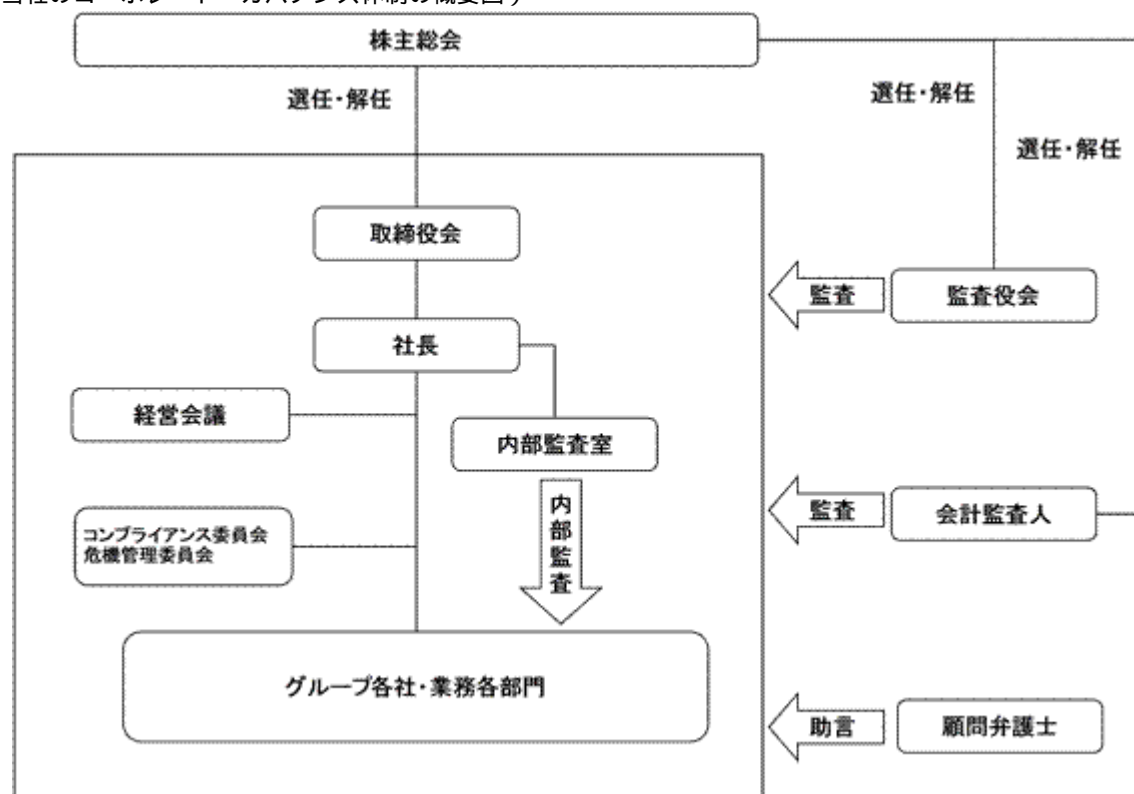 株主総会
選任・解任
選任・解任
選任・解任
取締役会
監査
監査役会
社長
経営会議
内部監査室
内部監査
監査
会計監査人
コンプライアンス委員会
危機管理委員会
グループ各社・業務各部門
助言
顧問弁護士